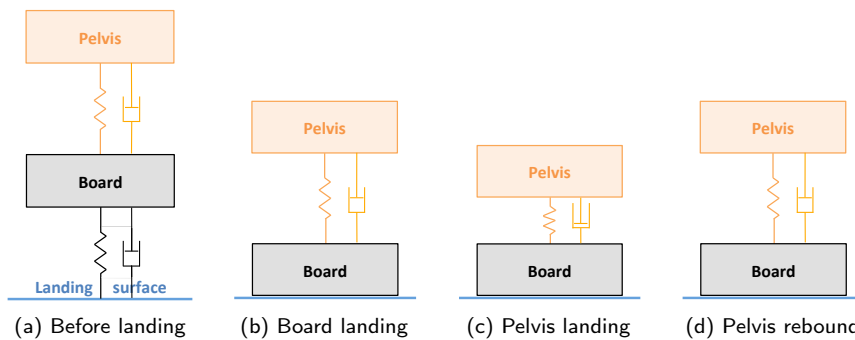 Pelvis
Board
Landing surface
(a) Before landing
Pelvis
Board
(b) Board landing
Pelvis
Board
(c) Pelvis landing
Pelvis
Board
(d) Pelvis rebound